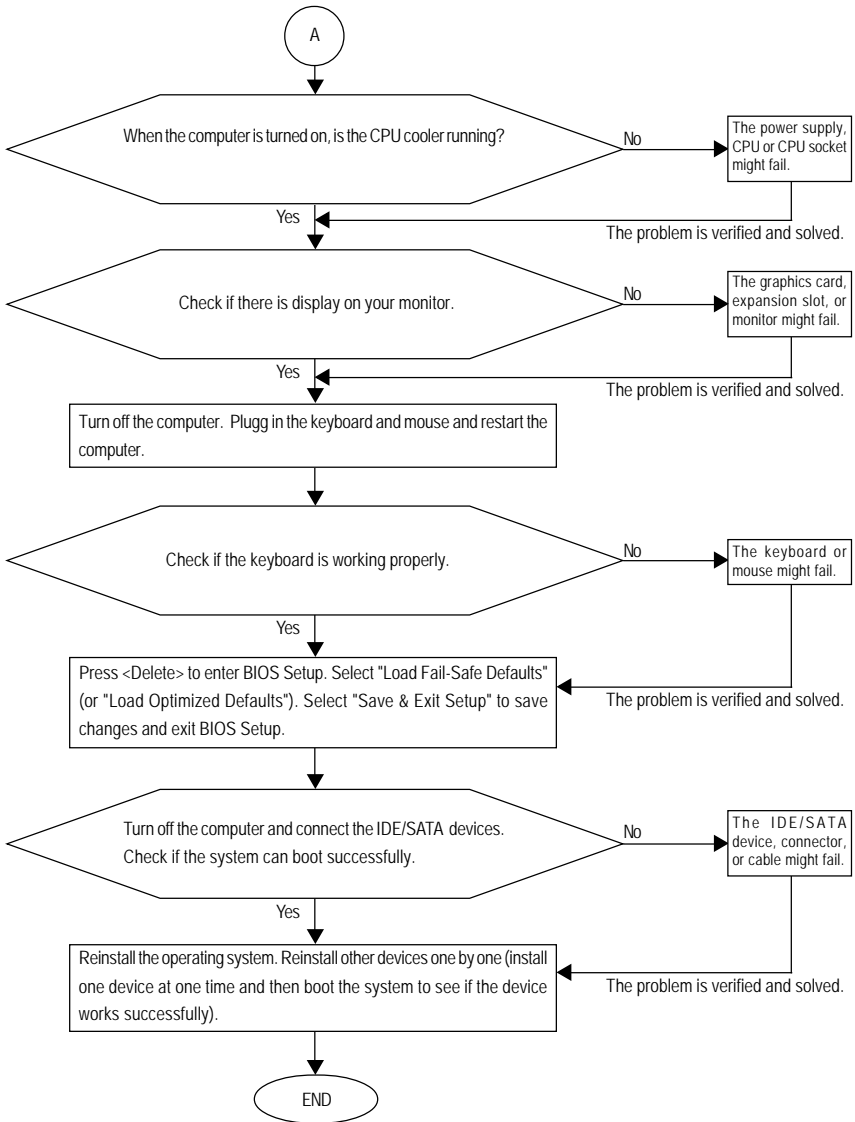 A
When the computer is turned on, is the CPU cooler running?
No
The power supply,
CPU or CPU socket
might fail.
Yes
The problem is verified and solved.
Check if there is display on your monitor.
No
The graphics card,
expansion slot, or
monitor might fail.
Yes
The problem is verified and solved.
Turn off the computer. Plugg in the keyboard and mouse and restart the
computer.
Check if the keyboard is working properly.
No
The keyboard or
mouse might fail.
Yes
Press <Delete> to enter BIOS Setup. Select "Load Fail-Safe Defaults"
(or "Load Optimized Defaults"). Select "Save & Exit Setup" to save
changes and exit BIOS Setup.
The problem is verified and solved.
Turn off the computer and connect the IDE/SATA devices.
Check if the system can boot successfully.
No
The IDE/SATA
device, connector,
or cable might fail.
Yes
Reinstall the operating system. Reinstall other devices one by one (install
one device at one time and then boot the system to see if the device
works successfully).
The problem is verified and solved.
END